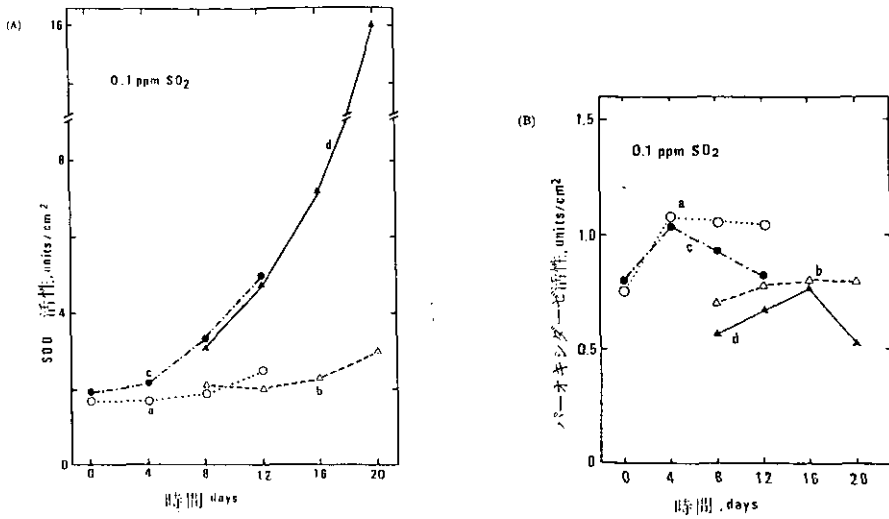 (A)
16
0.1 ppm SO2
8
4
0
SOD 活性, units/cm2
d
c
a
b
0 4 8 12 16 20
時間 days
(B)
1.5
1.0
0.5
0
0.1 ppm SO2
パーオキシダーゼ活性, units/cm2
a
c
b
d
0 4 8 12 16 20
時間, days